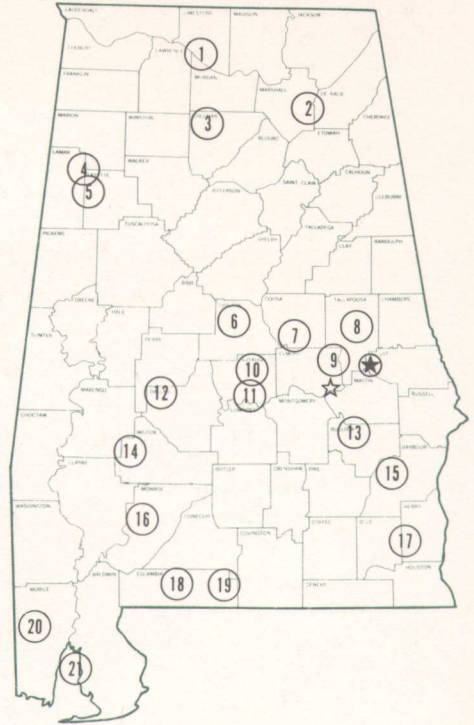 LAUDERDALE
LIMESTONE
MADISON
JACKSON
COLBERT
LAWRENCE
1
MORGAN
FRANKLIN
MARSHALL
2
DE KALB
MARION
WINSTON
3
CHEROKEE
ETOWAH
BLOUNT
LAMAR
4
WALKER
5
CALHOUN
SAINT CLAIR
JEFFERSON
CLEBURNE
TUSCALOOSA
TALLADEGA
PICKENS
SHELBY
CLAY
RANDOLPH
BIBB
GREENE
HALE
COOSA
TALLAPOOSA
CHAMBERS
6
7
8
SUMTER
PERRY
9
10
MACON
12
11
MONTGOMERY
RUSSELL
MARENGO
CHOCTAW
13
BARBOUR
14
15
CLARKE
BUTLER
CRENSHAW
PIKE
MONROE
16
WASHINGTON
CONECUH
COFFEE
DALE
HENRY
COVINGTON
17
HOUSTON
BALDWIN
ESCAMBIA
18
19
GENEVA
MOBILE
20
21